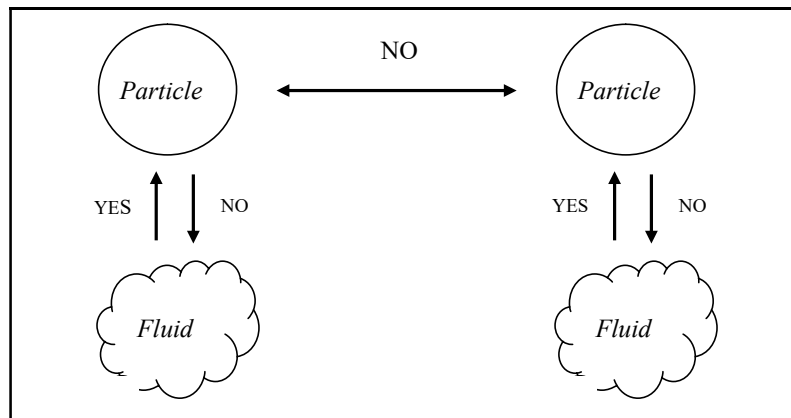 NO
Particle
Particle
YES
NO
YES
NO
Fluid
Fluid